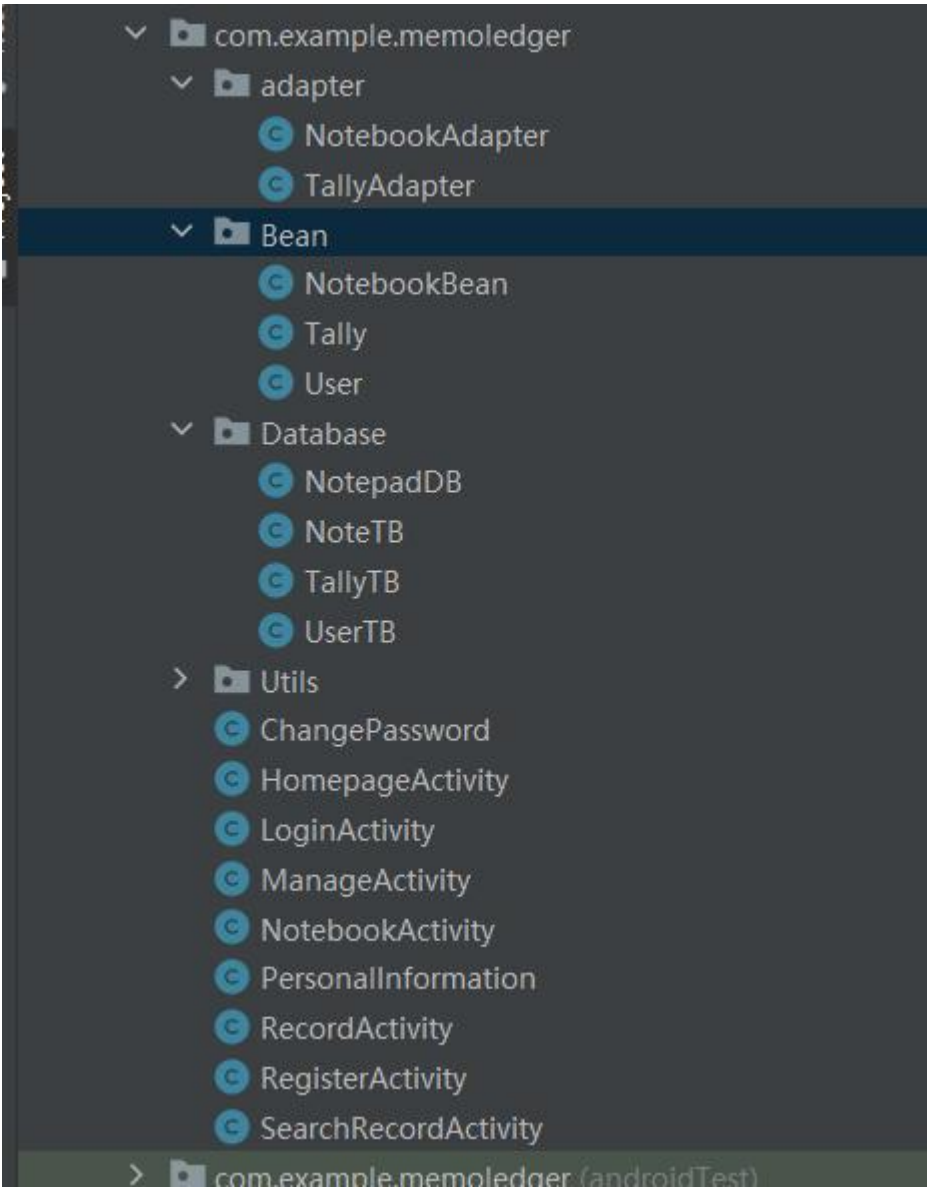 com.example.memoledger
adapter
NotebookAdapter
TallyAdapter
Bean
NotebookBean
Tally
User
Database
NotepadDB
NoteTB
TallyTB
UserTB
Utils
ChangePassword
HomepageActivity
LoginActivity
ManageActivity
NotebookActivity
PersonalInformation
RecordActivity
RegisterActivity
SearchRecordActivity
com.example.memoledger (androidTest)